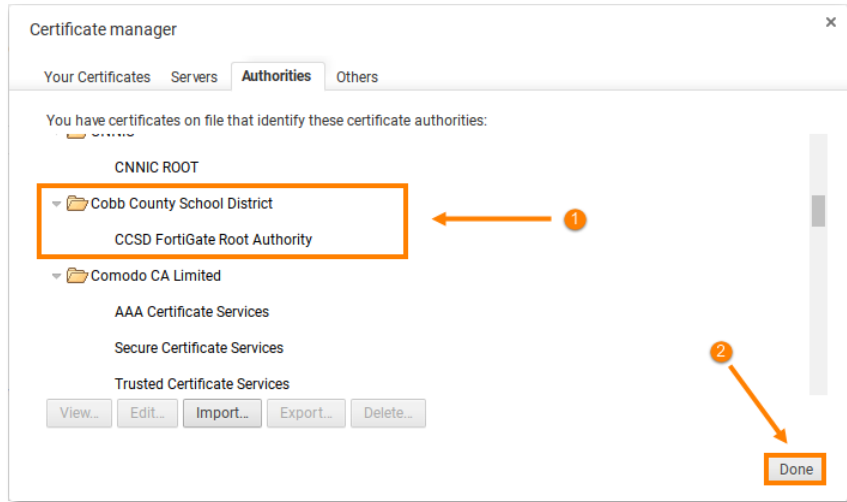 Certificate manager
×
Your Certificates Servers Authorities Others
You have certificates on file that identify these certificate authorities:
CNNIC ROOT
Cobb County School District
1
CCSD FortiGate Root Authority
Comodo CA Limited
AAA Certificate Services
Secure Certificate Services
2
Trusted Certificate Services
View... Edit... Import... Export... Delete...
Done